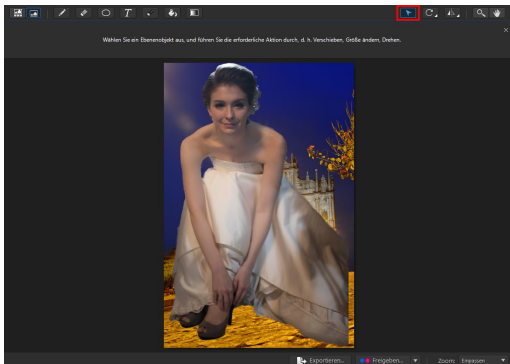 T
Wählen Sie ein Ebenenobjekt aus, und führen Sie die erforderliche Aktion durch, d. h. Verschieben, Größe ändern, Drehen.
Exportieren... Freigeben... Zoom: Einpassen